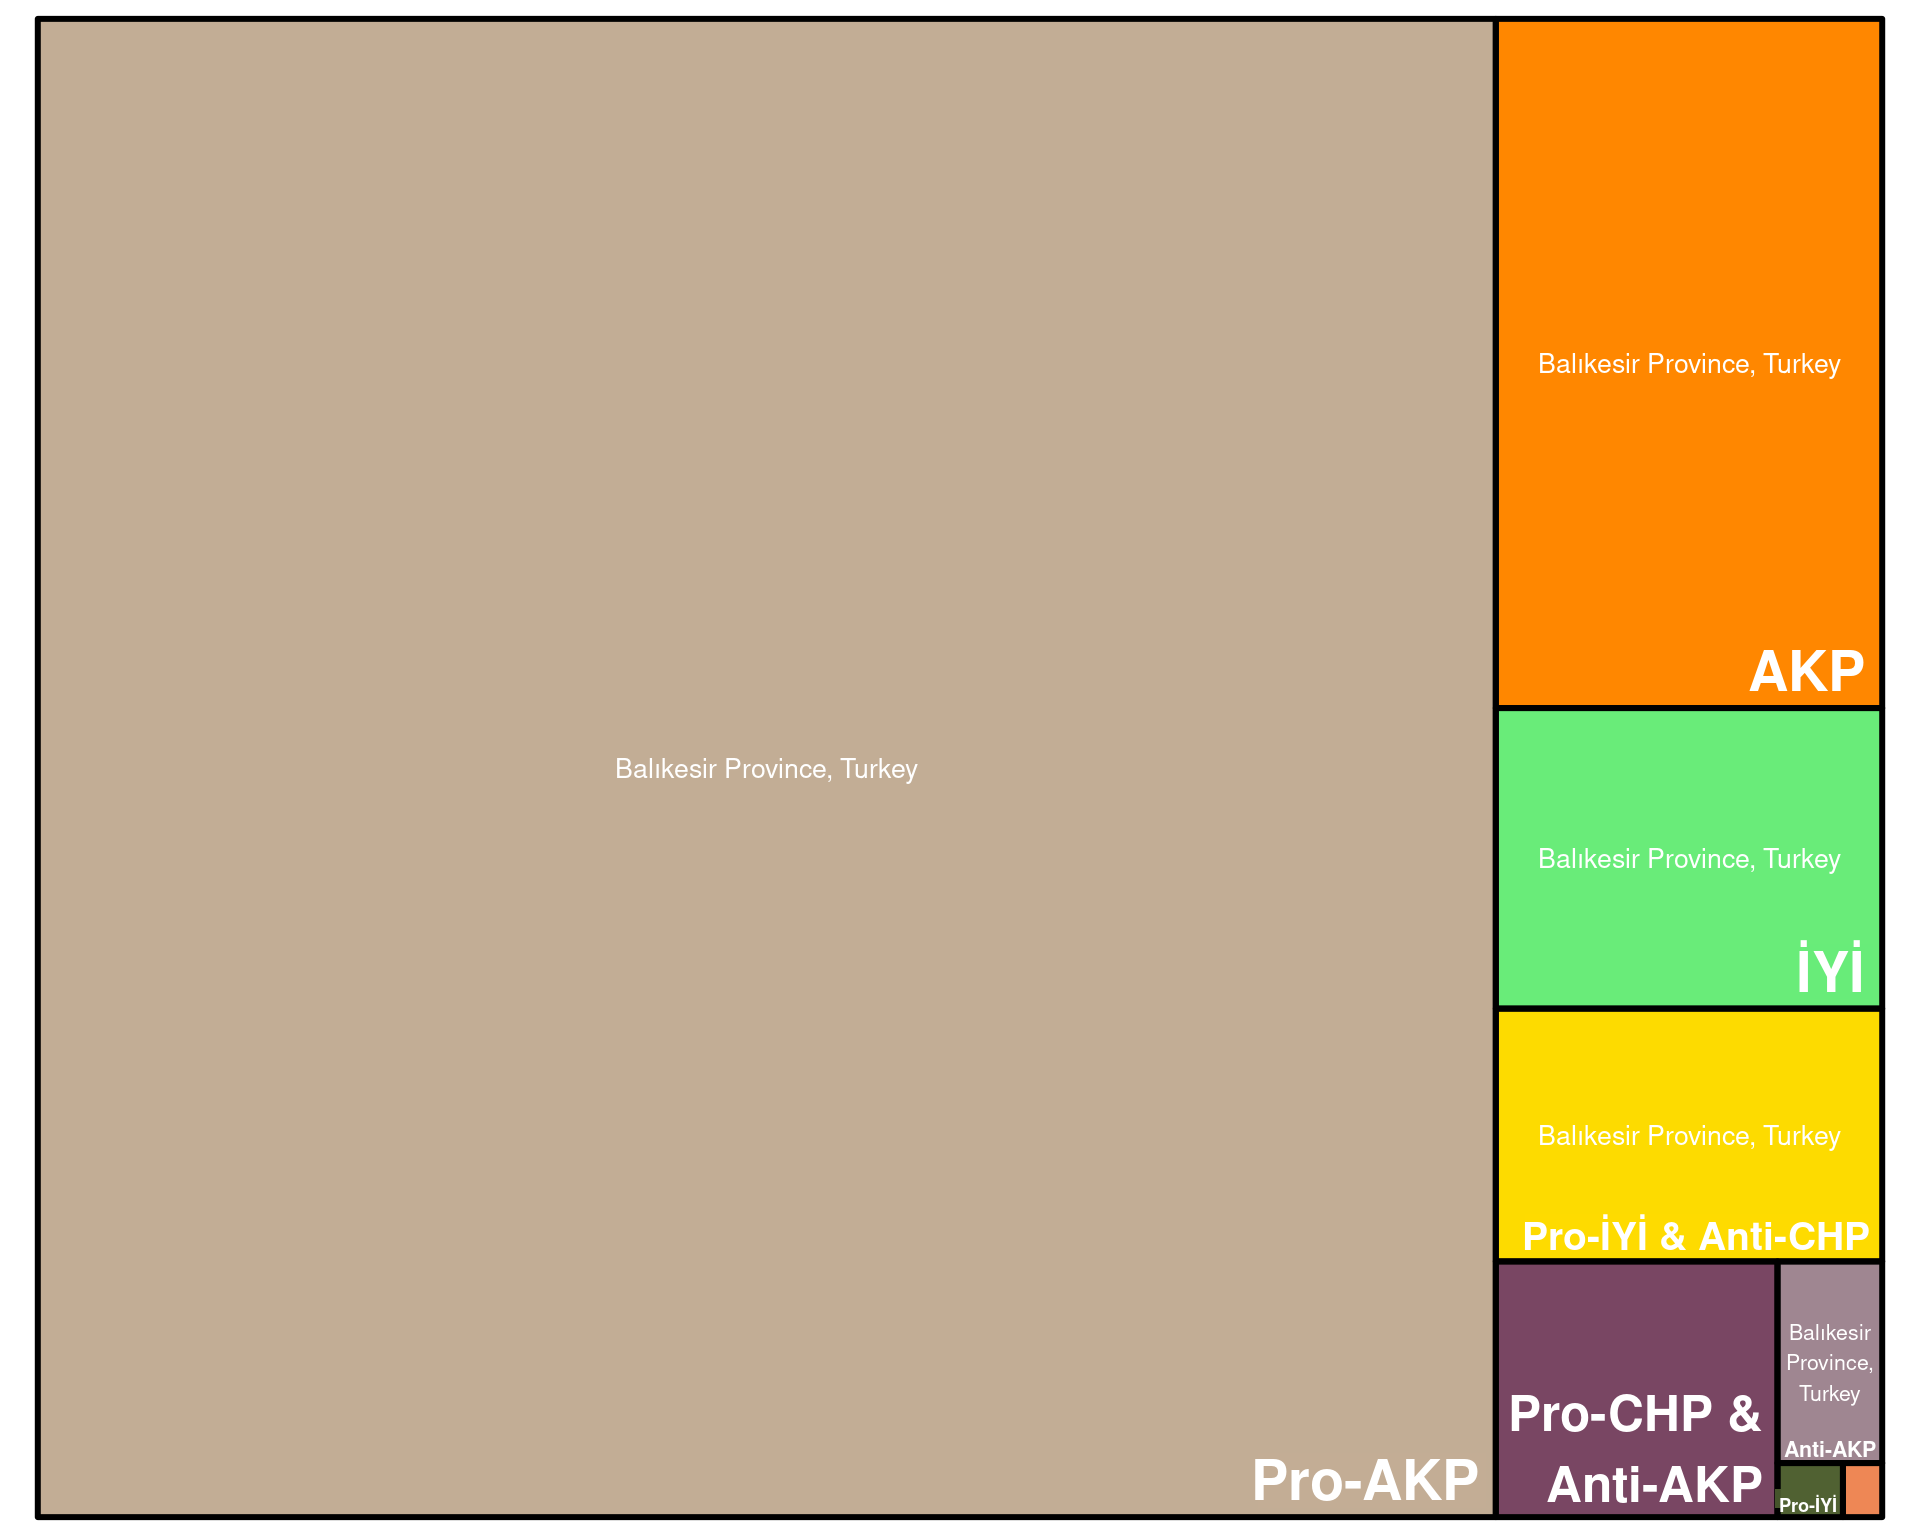 Balıkesir Province, Turkey
Pro-AKP
Balıkesir Province, Turkey
AKP
Balıkesir Province, Turkey
İYİ
Balıkesir Province, Turkey
Pro-İYİ & Anti-CHP
Pro-CHP &
Anti-AKP
Balıkesir
Province,
Turkey
Anti-AKP
Pro-İYİ